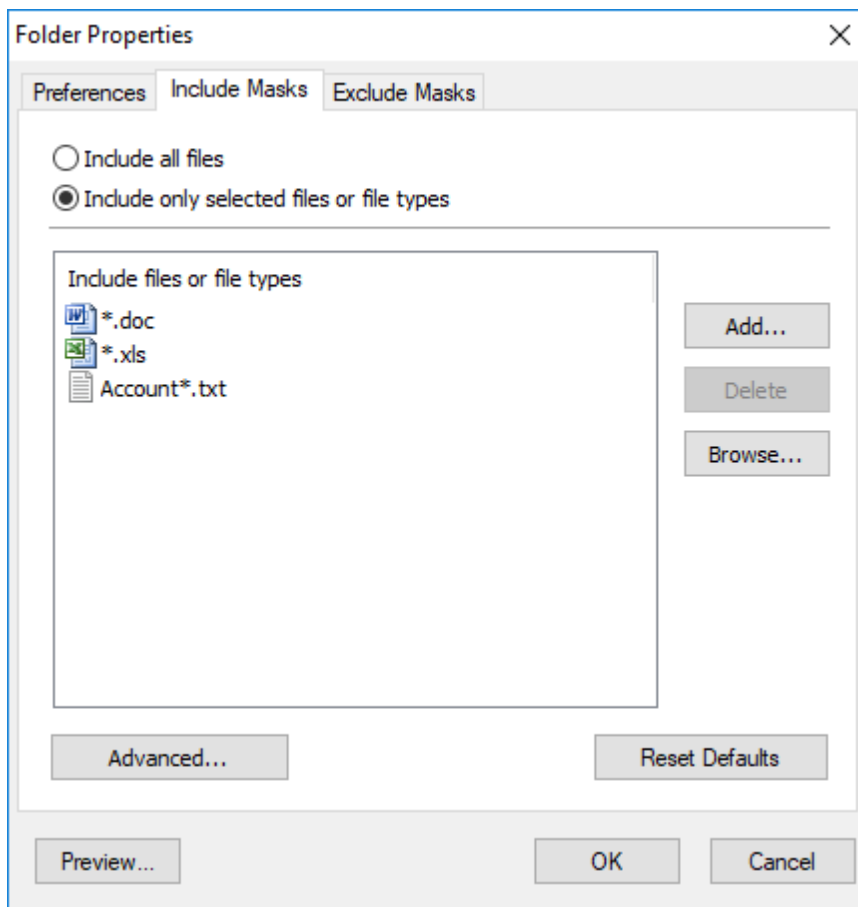 Folder Properties
Preferences Include Masks Exclude Masks
Include all files
Include only selected files or file types
Include files or file types
*.doc
*.xls
Account*.txt
Add...
Delete
Browse...
Advanced... Reset Defaults
Preview... OK Cancel